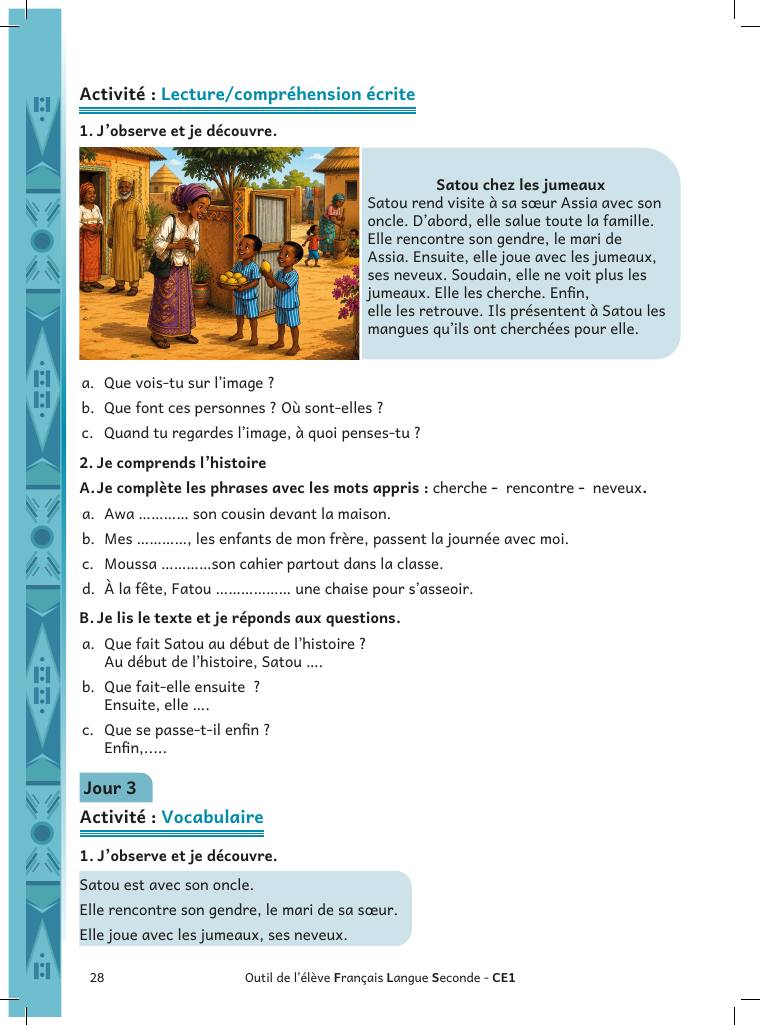 Activité : Lecture/compréhension écrite
1. J’observe et je découvre.
Satou chez les jumeaux
Satou rend visite à sa sœur Assia avec son
oncle. D’abord, elle salue toute la famille.
Elle rencontre son gendre, le mari de
Assia. Ensuite, elle joue avec les jumeaux,
ses neveux. Soudain, elle ne voit plus les
jumeaux. Elle les cherche. Enfin,
elle les retrouve. Ils présentent à Satou les
mangues qu’ils ont cherchées pour elle.
a. Que vois-tu sur l’image ?
b. Que font ces personnes ? Où sont-elles ?
c. Quand tu regardes l’image, à quoi penses-tu ?
2. Je comprends l’histoire
A. Je complète les phrases avec les mots appris : cherche - rencontre - neveux.
a. Awa ………… son cousin devant la maison.
b. Mes …………, les enfants de mon frère, passent la journée avec moi.
c. Moussa …………son cahier partout dans la classe.
d. À la fête, Fatou ……………… une chaise pour s’asseoir.
B. Je lis le texte et je réponds aux questions.
a. Que fait Satou au début de l’histoire ?
Au début de l’histoire, Satou ....
b. Que fait-elle ensuite ?
Ensuite, elle ....
c. Que se passe-t-il enfin ?
Enfin,.....
Jour 3
Activité : Vocabulaire
1. J’observe et je découvre.
Satou est avec son oncle.
Elle rencontre son gendre, le mari de sa sœur.
Elle joue avec les jumeaux, ses neveux.
28 Outil de l’élève Français Langue Seconde - CE1